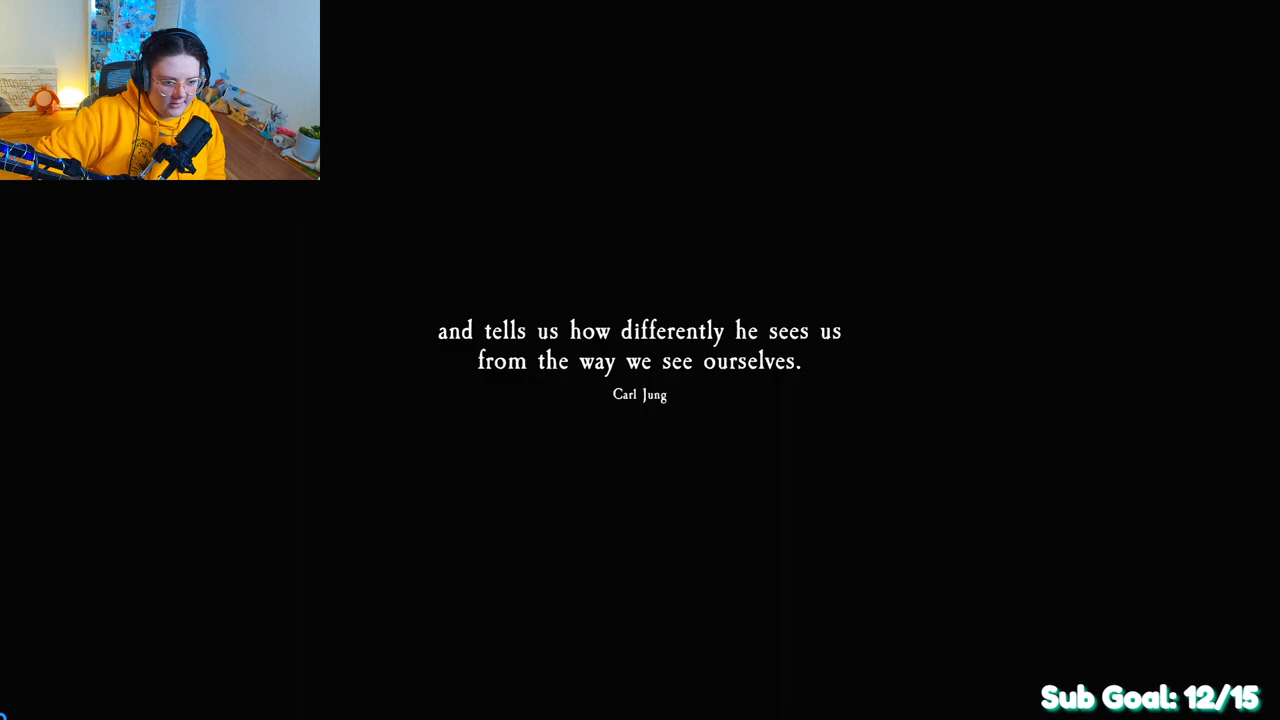 and tells us how differently he sees us
from the way we see ourselves.
Carl Jung
Sub Goal: 12/15